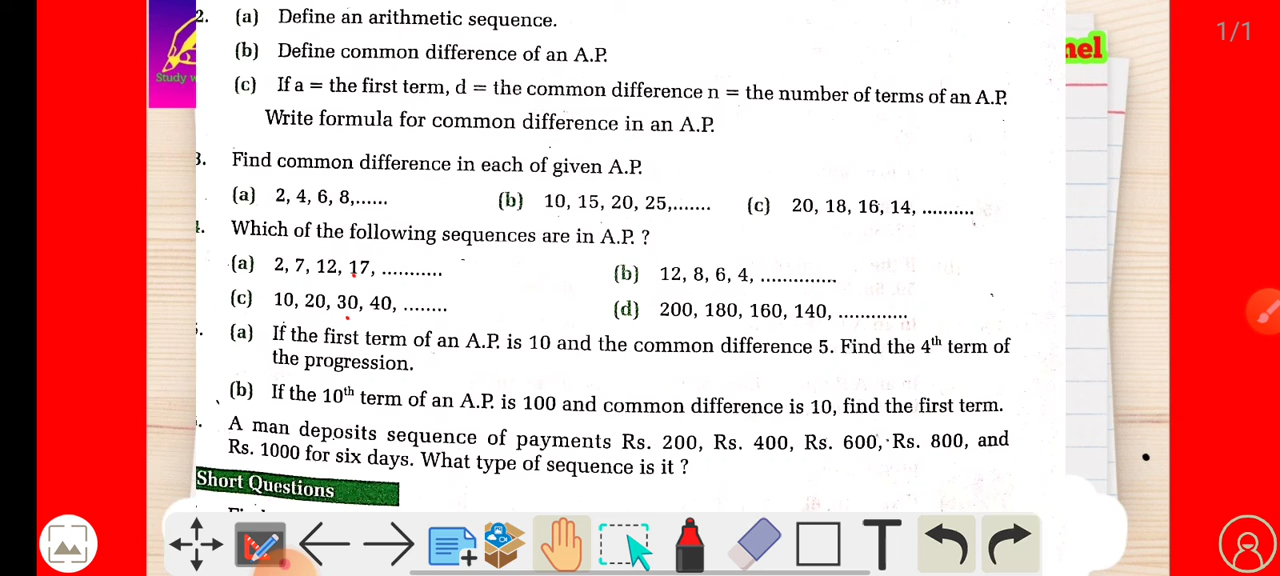 1/1
nel
Study
2. (a) Define an arithmetic sequence.
(b) Define common difference of an A.P.
(c) If a = the first term, d = the common difference n = the number of terms of an A.P.
Write formula for common difference in an A.P.
3. Find common difference in each of given A.P.
(a) 2, 4, 6, 8,...... (b) 10, 15, 20, 25,....... (c) 20, 18, 16, 14, ..........
4. Which of the following sequences are in A.P. ?
(a) 2, 7, 12, 17, ........... (b) 12, 8, 6, 4, ..............
(c) 10, 20, 30, 40, ........ (d) 200, 180, 160, 140, .............
(a) If the first term of an A.P. is 10 and the common difference 5. Find the 4th term of
the progression.
(b) If the 10th term of an A.P. is 100 and common difference is 10, find the first term.
A man deposits sequence of payments Rs. 200, Rs. 400, Rs. 600, Rs. 800, and
Rs. 1000 for six days. What type of sequence is it ?
Short Questions
T